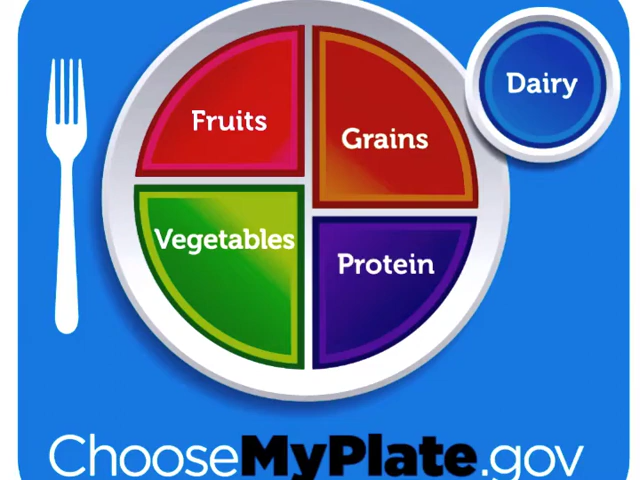 Fruits
Grains
Dairy
Vegetables
Protein
ChooseMyPlate.gov